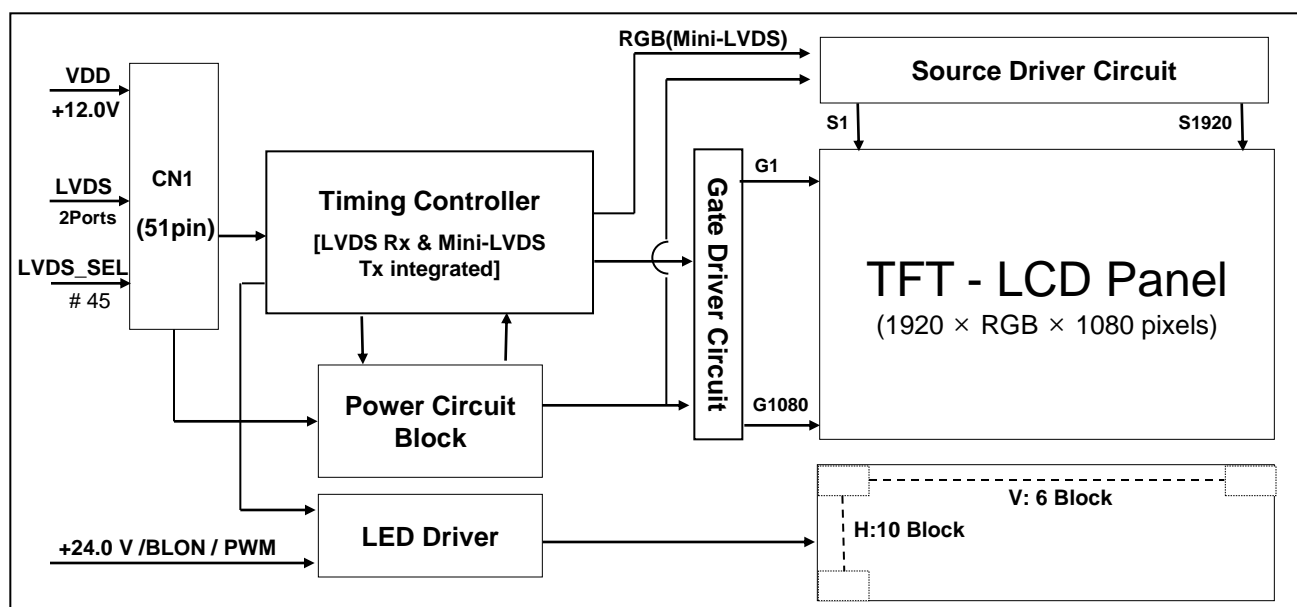 RGB(Mini-LVDS)
Source Driver Circuit
VDD
+12.0V
S1
S1920
LVDS
2Ports
CN1
(51pin)
LVDS_SEL
# 45
Timing Controller
[LVDS Rx & Mini-LVDS
Tx integrated]
Gate Driver Circuit
G1
G1080
TFT - LCD Panel
(1920 × RGB × 1080 pixels)
Power Circuit
Block
V: 6 Block
H:10 Block
LED Driver
+24.0 V /BLON / PWM